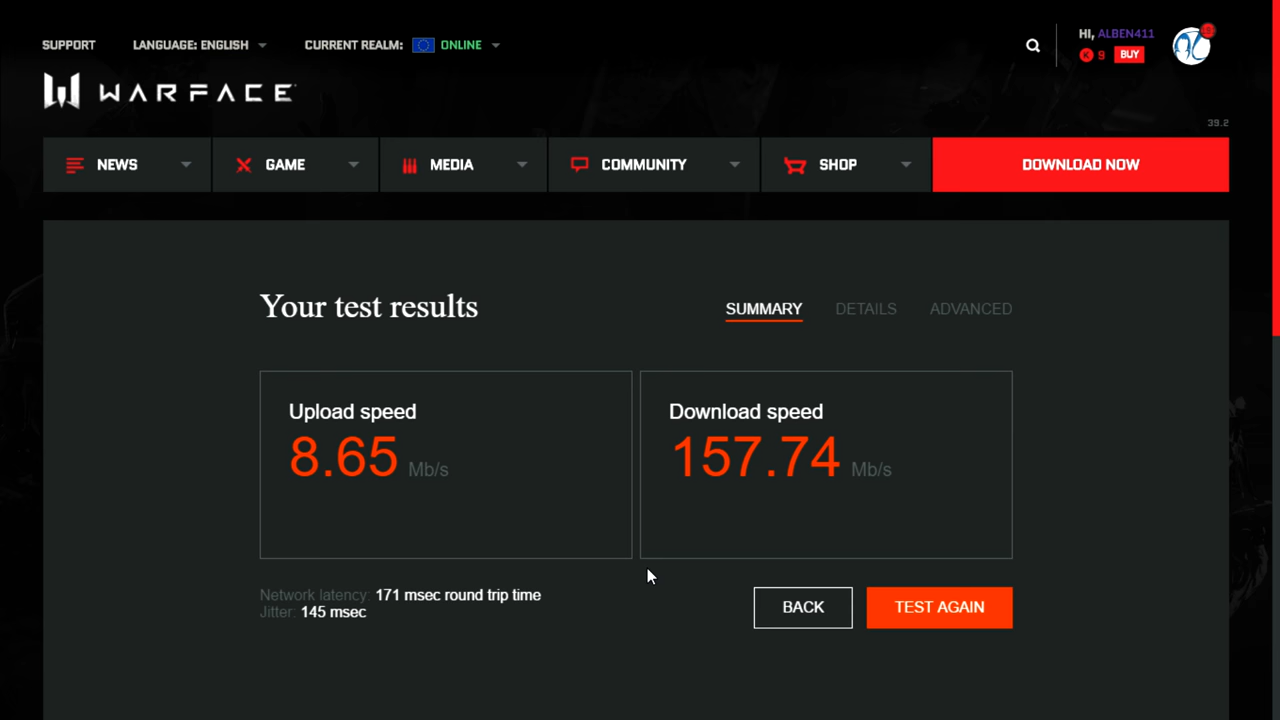 SUPPORT LANGUAGE: ENGLISH CURRENT REALM: ONLINE
HI, ALBEN411
K 9 BUY
WARFACE
39.2
NEWS GAME MEDIA COMMUNITY SHOP DOWNLOAD NOW
Your test results SUMMARY DETAILS ADVANCED
Upload speed Download speed
8.65 Mb/s 157.74 Mb/s
Network latency: 171 msec round trip time
Jitter: 145 msec
BACK TEST AGAIN